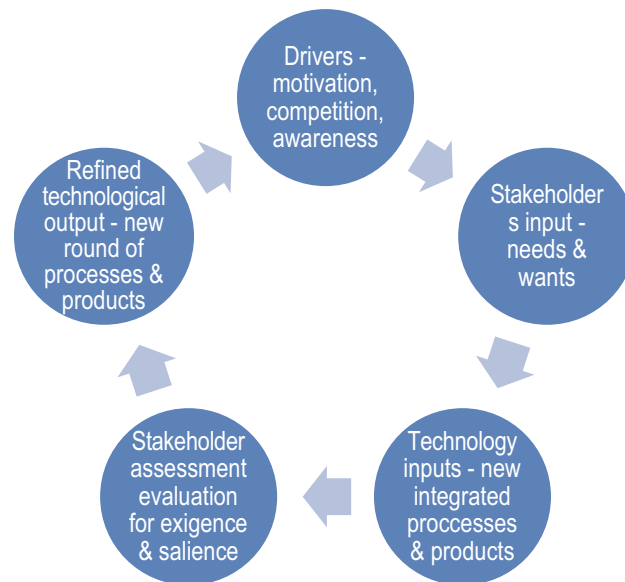 Drivers -
motivation,
competition,
awareness
Stakeholder
s input -
needs &
wants
Technology
inputs - new
integrated
proccesses
& products
Stakeholder
assessment
evaluation
for exigence
& salience
Refined
technological
output - new
round of
processes &
products